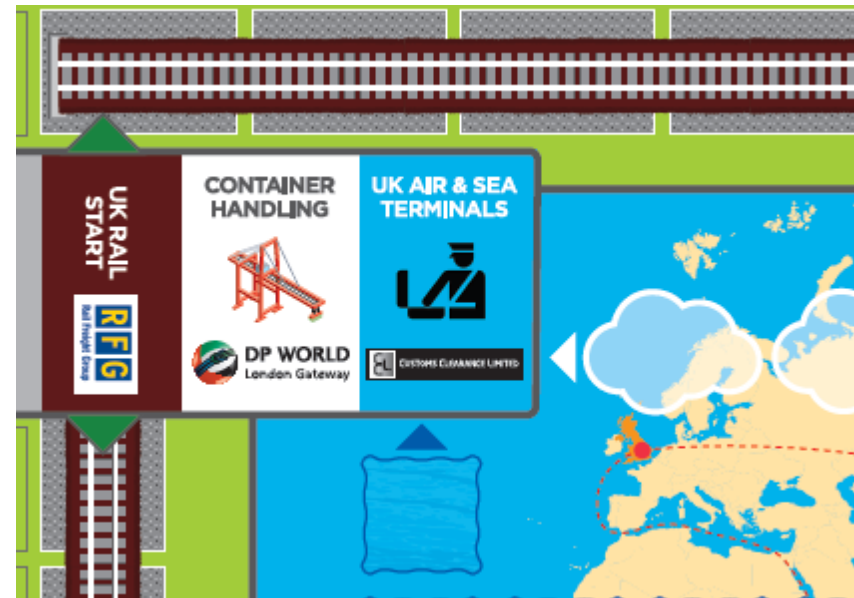 UK RAIL
START
RFG
Rail Freight Group
CONTAINER
HANDLING
DP WORLD
London Gateway
UK AIR & SEA
TERMINALS
CUSTOMS CLEARANCE LIMITED